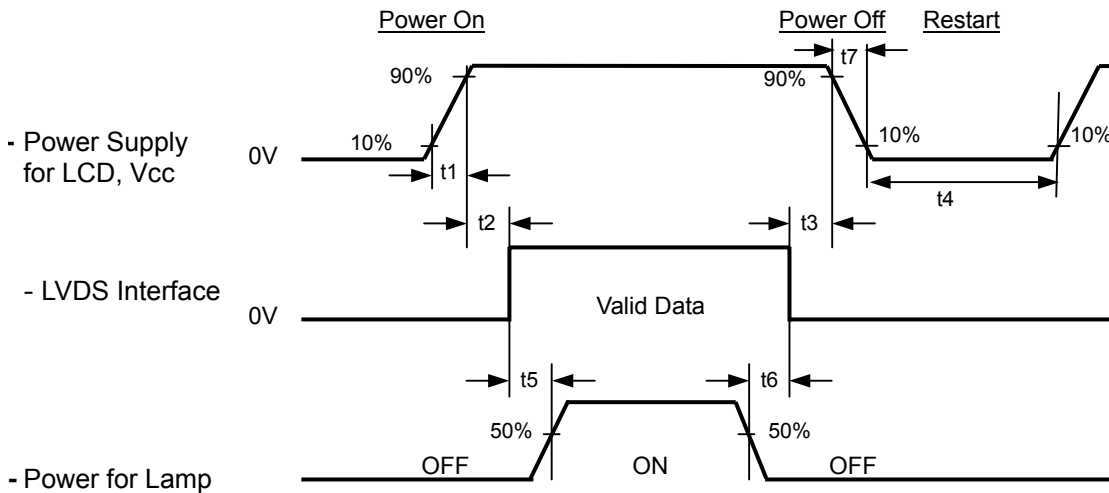 Power On
Power Off
Restart
t7
90%
90%
- Power Supply
for LCD, Vcc
0V
10%
10%
10%
t1
t4
t2
t3
- LVDS Interface
0V
Valid Data
t5
t6
50%
50%
- Power for Lamp
OFF
ON
OFF